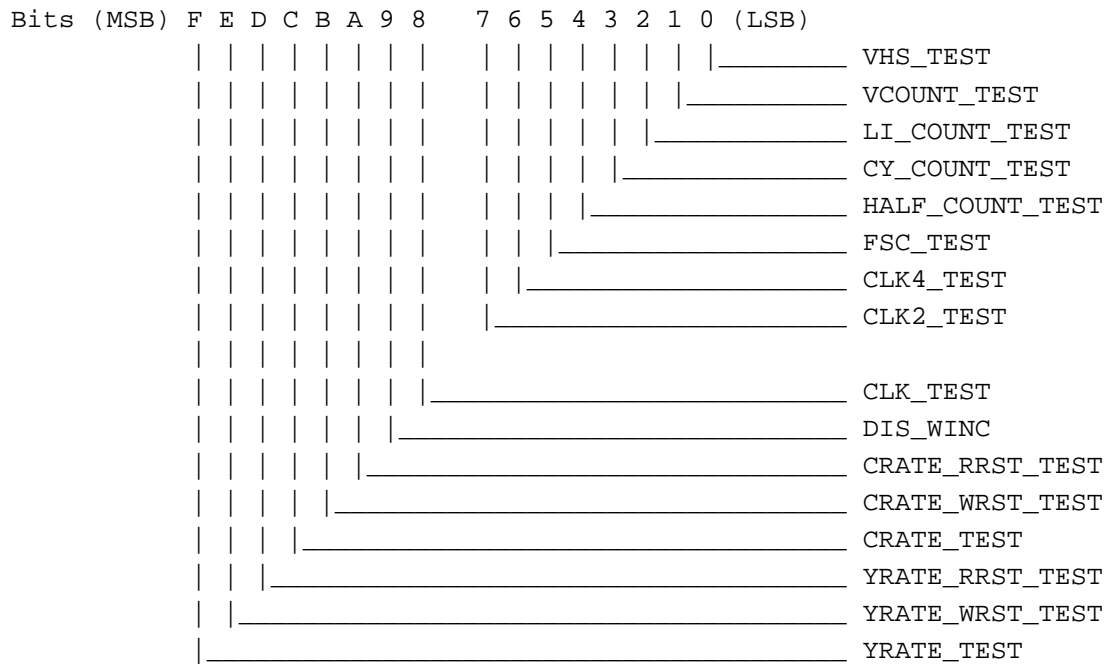 Bits (MSB) F E D C B A 9 8 7 6 5 4 3 2 1 0 (LSB)
VHS_TEST
VCOUNT_TEST
LI_COUNT_TEST
CY_COUNT_TEST
HALF_COUNT_TEST
FSC_TEST
CLK4_TEST
CLK2_TEST
CLK_TEST
DIS_WINC
CRATE_RRST_TEST
CRATE_WRST_TEST
CRATE_TEST
YRATE_RRST_TEST
YRATE_WRST_TEST
YRATE_TEST